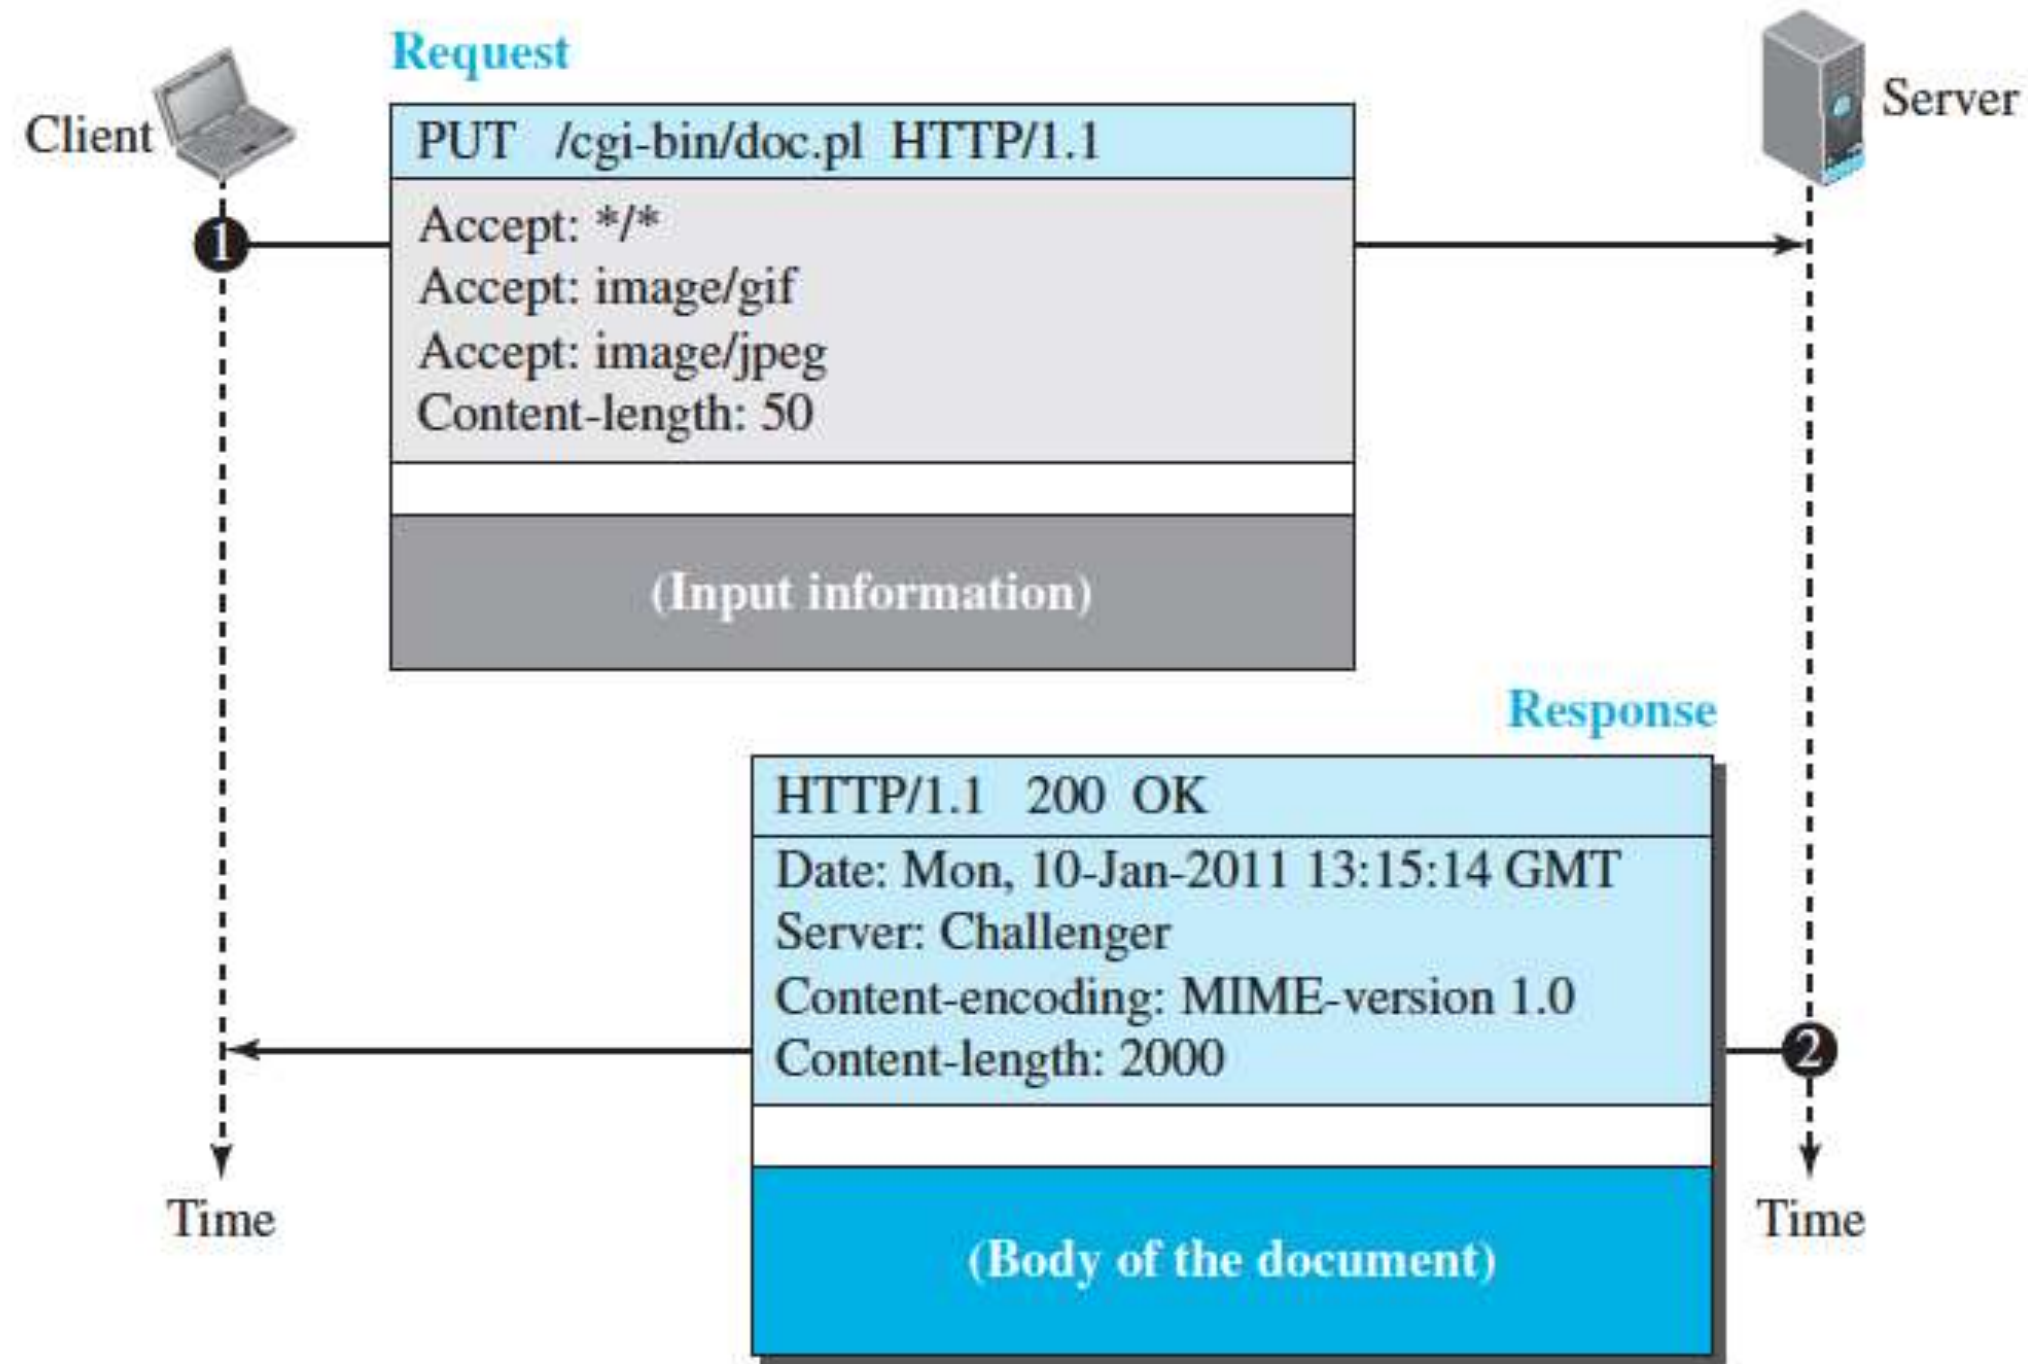 Request
Client
Server
PUT /cgi-bin/doc.pl HTTP/1.1
1
Accept: */*
Accept: image/gif
Accept: image/jpeg
Content-length: 50
(Input information)
Response
HTTP/1.1 200 OK
Date: Mon, 10-Jan-2011 13:15:14 GMT
Server: Challenger
Content-encoding: MIME-version 1.0
Content-length: 2000
2
(Body of the document)
Time
Time